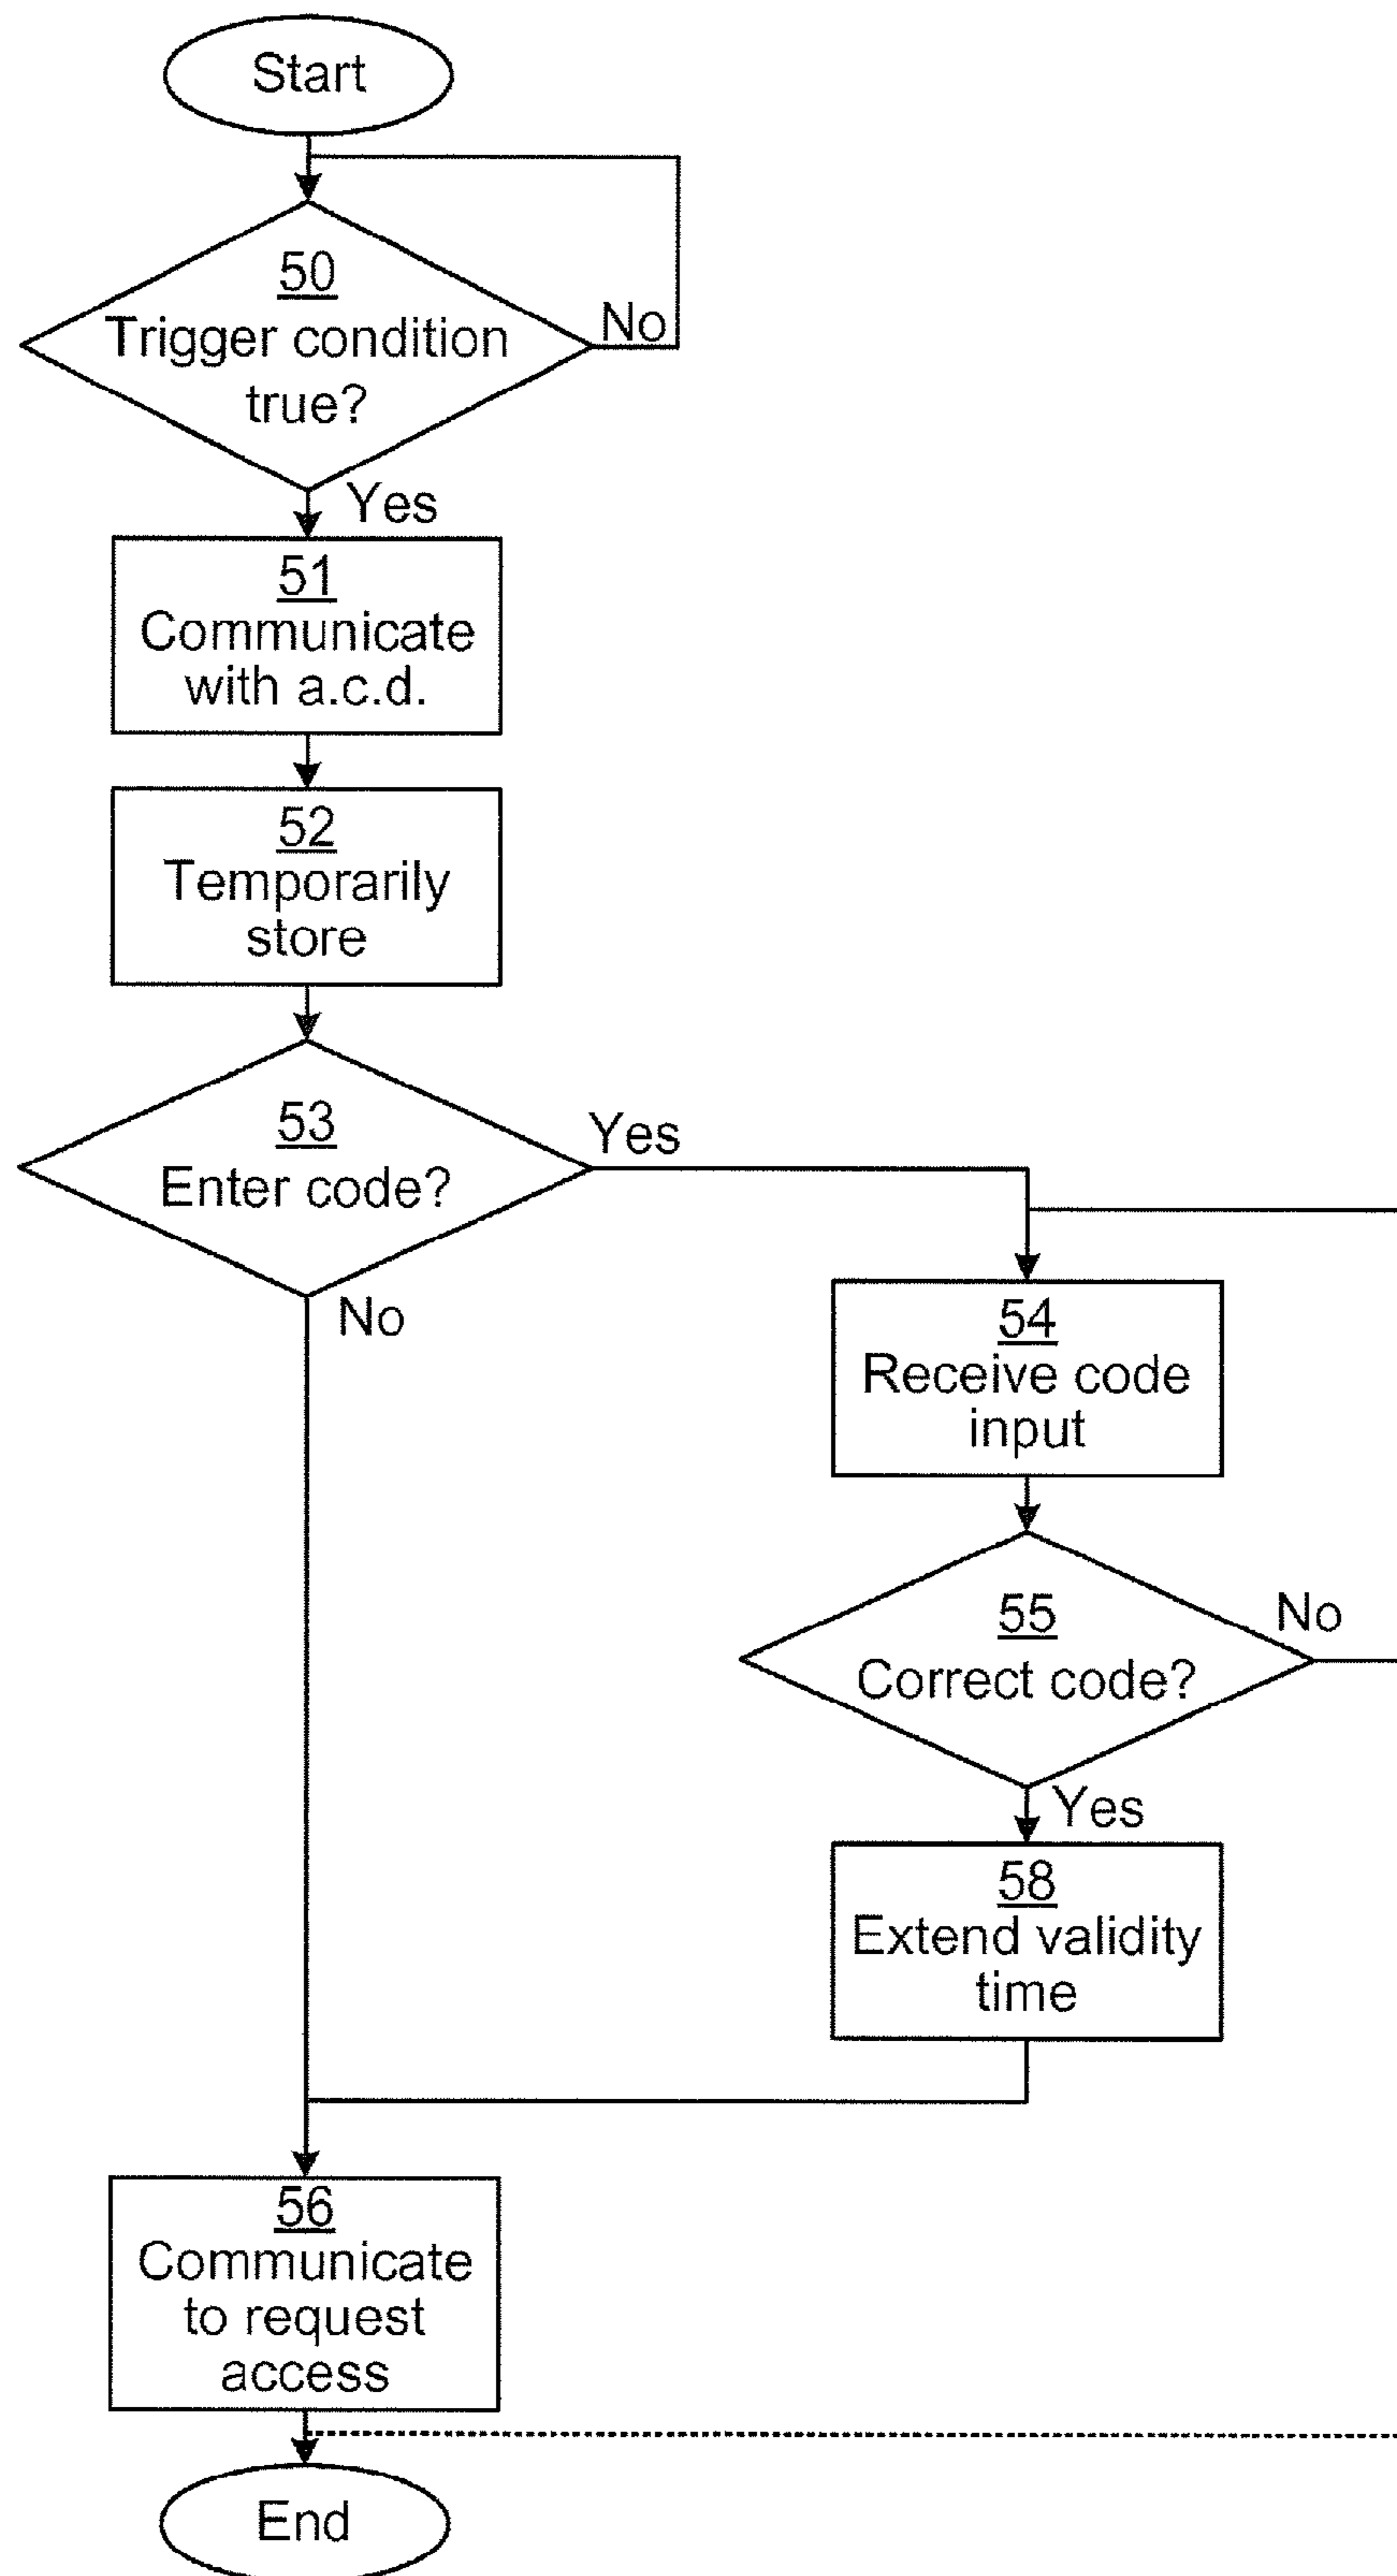 Start
50
Trigger condition
true?
No
Yes
51
Communicate
with a.c.d.
52
Temporarily
store
53
Enter code?
Yes
No
54
Receive code
input
55
Correct code?
No
Yes
58
Extend validity
time
56
Communicate
to request
access
End